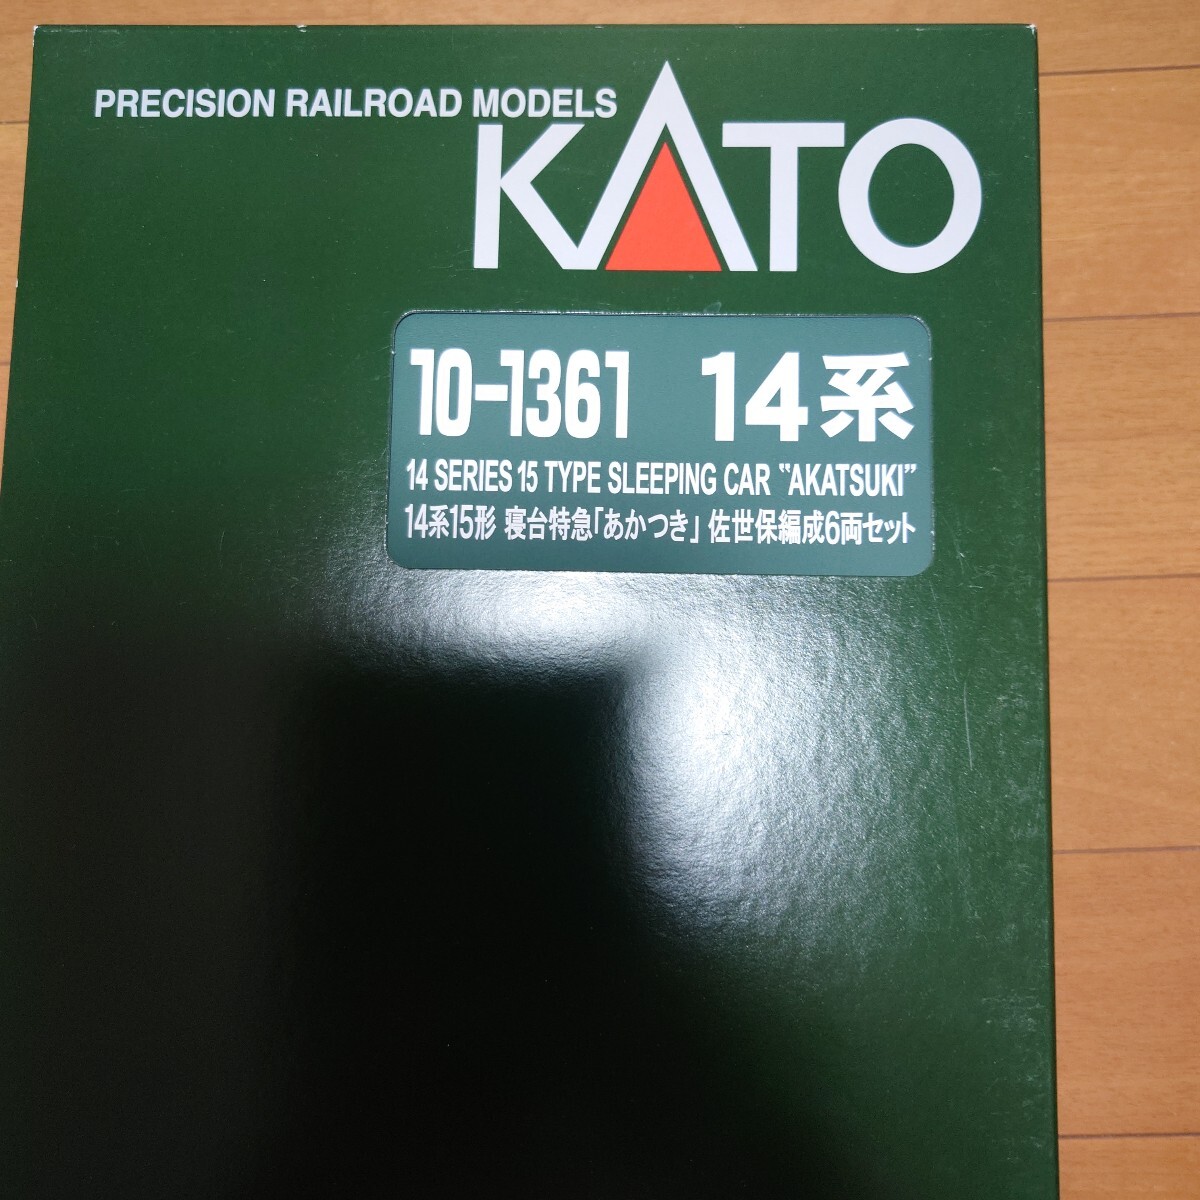 PRECISION RAILROAD MODELS
KATO
10-1361 14系
14 SERIES 15 TYPE SLEEPING CAR "AKATSUKI"
14系15形 寝台特急「あかつき」佐世保編成6両セット